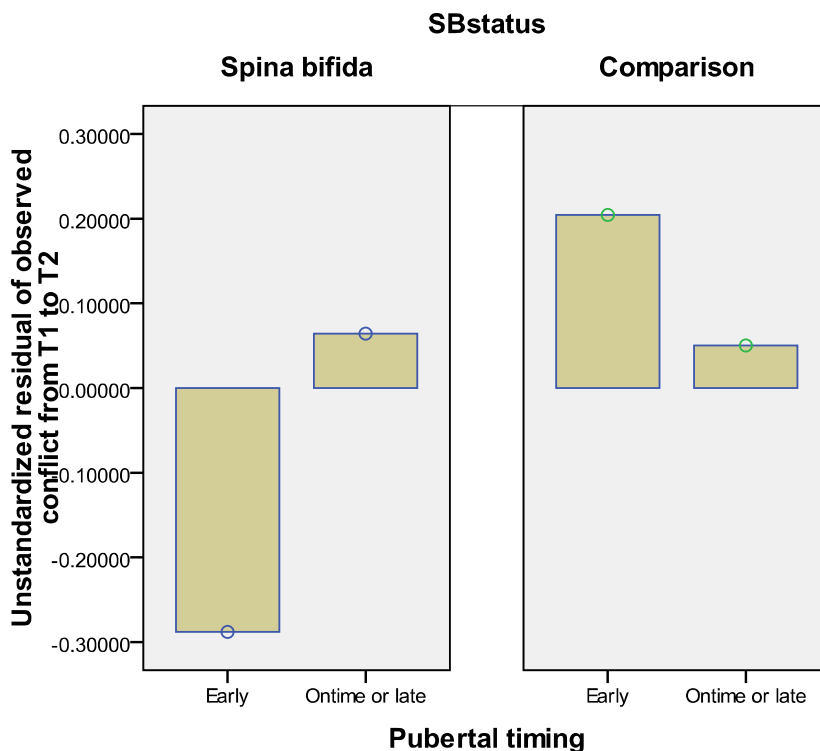 SBstatus
Spina bifida
Comparison
Unstandardized residual of observed
conflict from T1 to T2
0.30000
0.20000
0.10000
0.00000
-0.10000
-0.20000
-0.30000
Early
Ontime or late
Early
Ontime or late
Pubertal timing